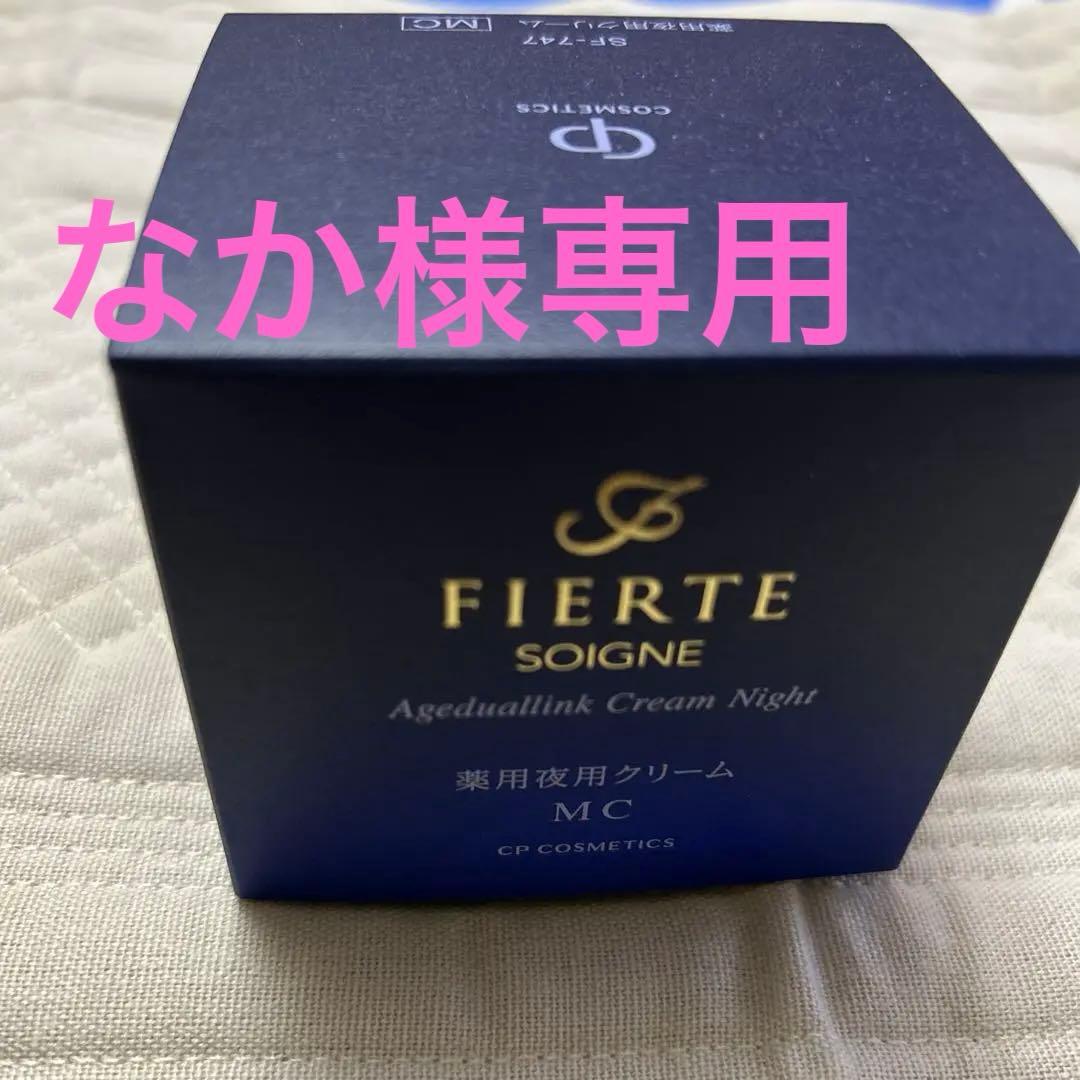 薬用夜用クリーム MC
SF-747
COSMETICS
CP
なか様専用
FIERTE
SOIGNE
Ageduallink Cream Night
薬用夜用クリーム
MC
CP COSMETICS